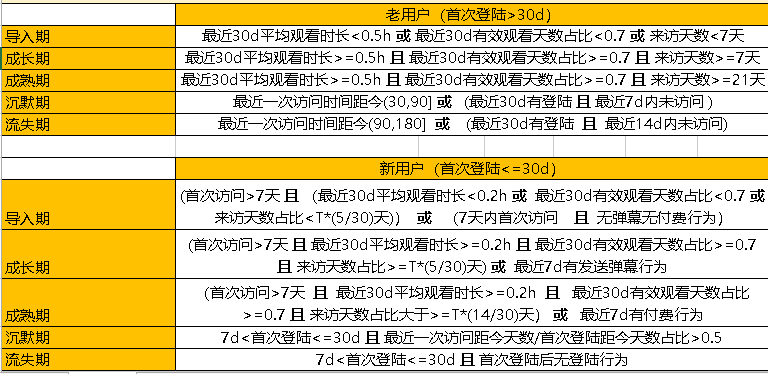 老用户（首次登陆>30d）
导入期 最近30d平均观看时长<0.5h 或 最近30d有效观看天数占比<0.7 或 来访天数<7天
成长期 最近30d平均观看时长>=0.5h 且 最近30d有效观看天数占比>=0.7 且 来访天数>=7天
成熟期 最近30d平均观看时长>=0.5h 且 最近30d有效观看天数占比>=0.7 且 来访天数>=21天
沉默期 最近一次访问时间距今(30,90] 或 （最近30d有登陆 且 最近7d内未访问 )
流失期 最近一次访问时间距今(90,180] 或 （最近30d有登陆 且 最近14d内未访问)
新用户（首次登陆<=30d）
(首次访问>7天 且 （最近30d平均观看时长<0.2h 或 最近30d有效观看天数占比<0.7 或
导入期 来访天数占比<T*(5/30)天)） 或 （7天内首次访问 且 无弹幕无付费行为）
(首次访问>7天 且 最近30d平均观看时长>=0.2h 且 最近30d有效观看天数占比>=0.7
成长期 且 来访天数占比>=T*(5/30)天) 或 最近7d有发送弹幕行为
(首次访问>7天 且 最近30d平均观看时长>=0.2h 且 最近30d有效观看天数占比
成熟期 >=0.7 且 来访天数占比大于>=T*(14/30)天） 或 最近7d有付费行为
沉默期 7d<首次登陆<=30d 且 最近一次访问距今天数/首次登陆距今天数占比>0.5
流失期 7d<首次登陆<=30d 且 首次登陆后无登陆行为